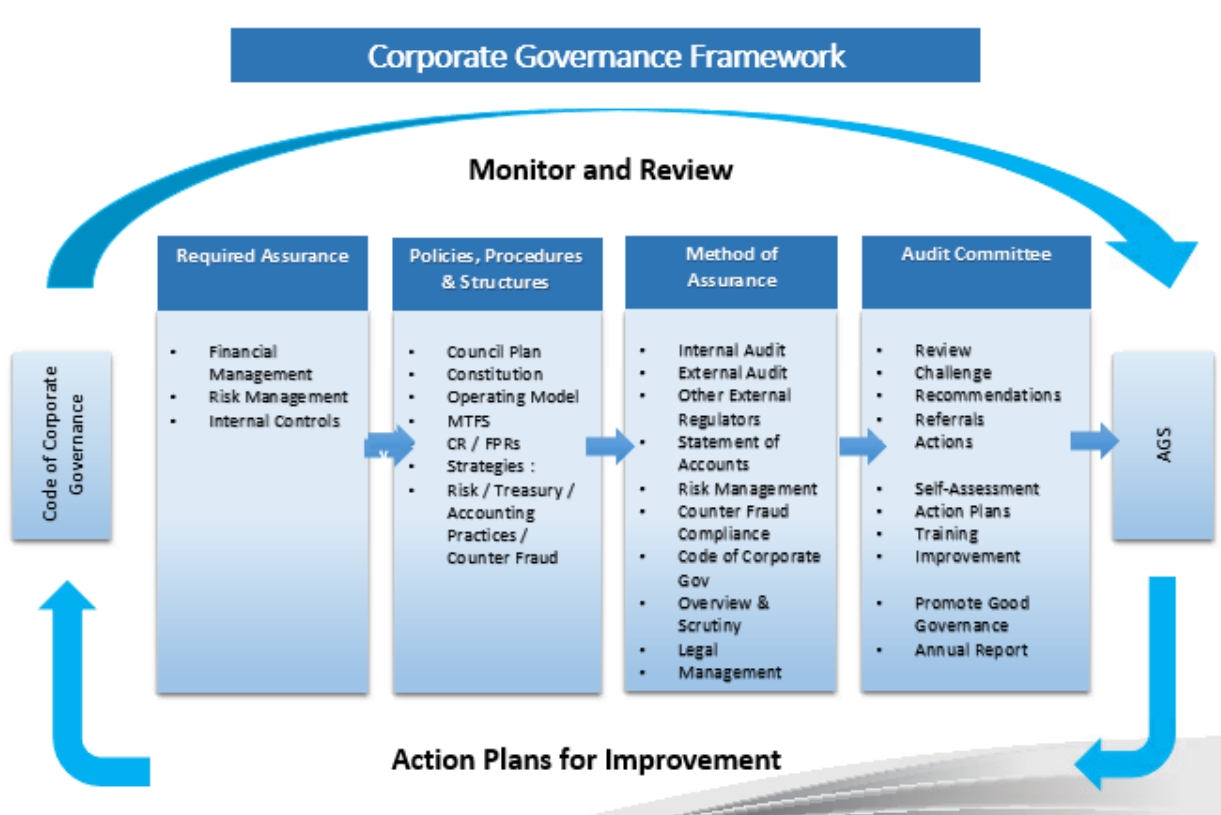 Corporate Governance Framework
Monitor and Review
Code of Corporate
Governance
Required Assurance
• Financial
Management
• Risk Management
• Internal Controls
x
Policies, Procedures
& Structures
• Council Plan
• Constitution
• Operating Model
• MTFS
• CR / FPRs
• Strategies :
• Risk / Treasury /
Accounting
Practices /
Counter Fraud
Method of
Assurance
• Internal Audit
• External Audit
• Other External
Regulators
• Statement of
Accounts
• Risk Management
• Counter Fraud
Compliance
• Code of Corporate
Gov
• Overview &
Scrutiny
• Legal
• Management
Audit Committee
• Review
• Challenge
• Recommendations
• Referrals
• Actions
• Self-Assessment
• Action Plans
• Training
• Improvement
• Promote Good
Governance
• Annual Report
AGS
Action Plans for Improvement